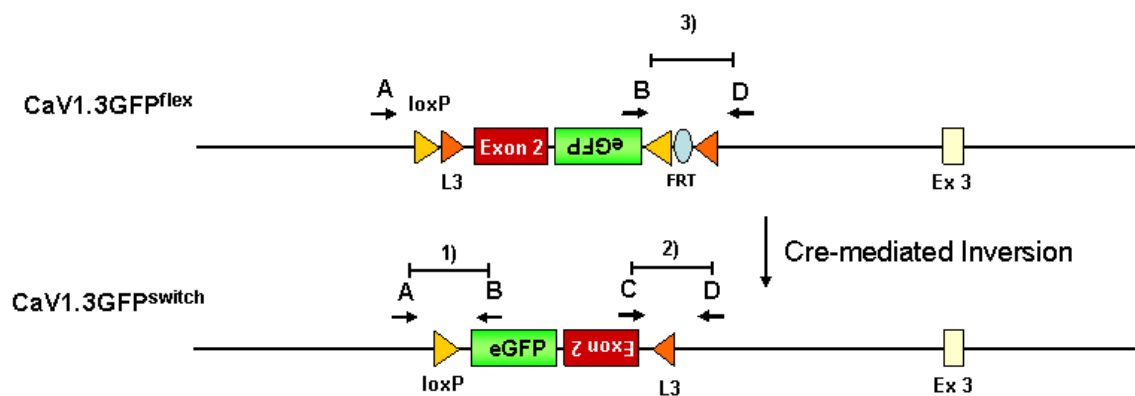 3)
A B D
CaV1.3GFPflex loxP
Exon 2 eGFP
L3 FRT Ex 3
Cre-mediated Inversion
1) 2)
CaV1.3GFPswitch A B C D
eGFP Exon 2
loxP L3 Ex 3